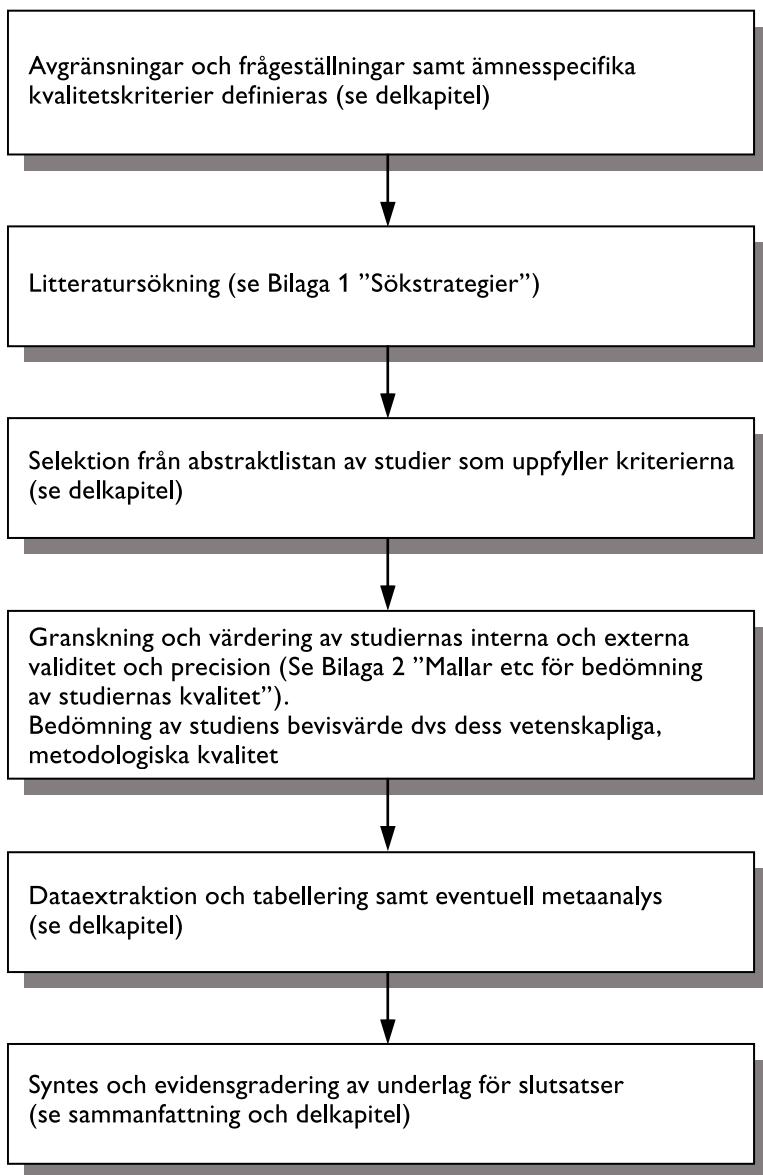 Avgränsningar och frågeställningar samt ämnesspecifika
kvalitetskriterier definieras (se delkapitel)
Litteratursökning (se Bilaga 1 ”Sökstrategier”)
Selektion från abstraktlistan av studier som uppfyller kriterierna
(se delkapitel)
Granskning och värdering av studiernas interna och externa
validitet och precision (Se Bilaga 2 ”Mallar etc för bedömning
av studiernas kvalitet”).
Bedömning av studiens bevisvärde dvs dess vetenskapliga,
metodologiska kvalitet
Dataextraktion och tabellering samt eventuell metaanalys
(se delkapitel)
Syntes och evidensgradering av underlag för slutsatser
(se sammanfattning och delkapitel)